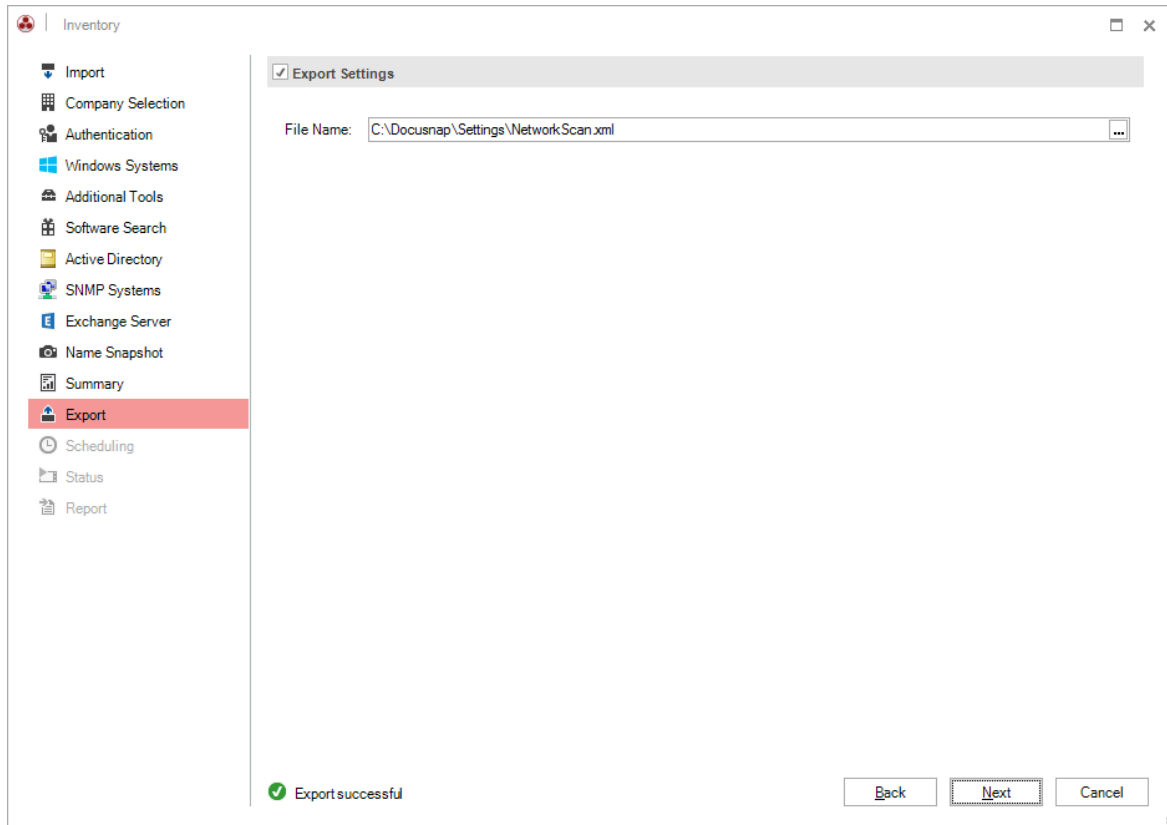 Inventory
Import
Company Selection
Authentication
Windows Systems
Additional Tools
Software Search
Active Directory
SNMP Systems
Exchange Server
Name Snapshot
Summary
Export
Scheduling
Status
Report
Export Settings
File Name: C:\Docusnap\Settings\NetworkScan.xml ...
Export successful
Back Next Cancel